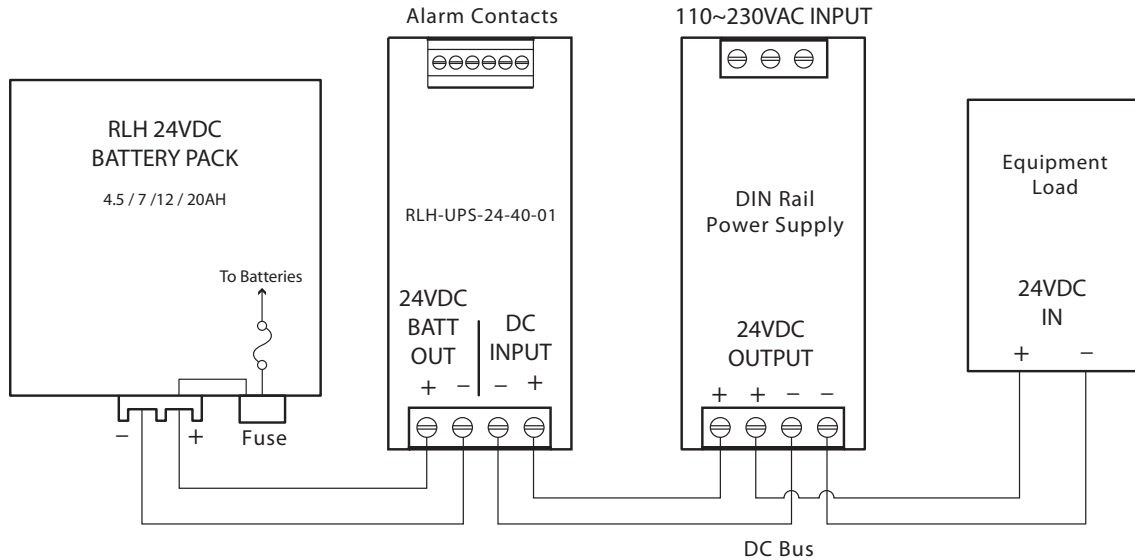 Alarm Contacts
110~230VAC INPUT
RLH 24VDC
BATTERY PACK
4.5 / 7 /12 / 20AH
To Batteries
- +
Fuse
RLH-UPS-24-40-01
24VDC
BATT
OUT
DC
INPUT
+ - - +
DIN Rail
Power Supply
24VDC
OUTPUT
+ + - -
Equipment
Load
24VDC
IN
+ -
DC Bus